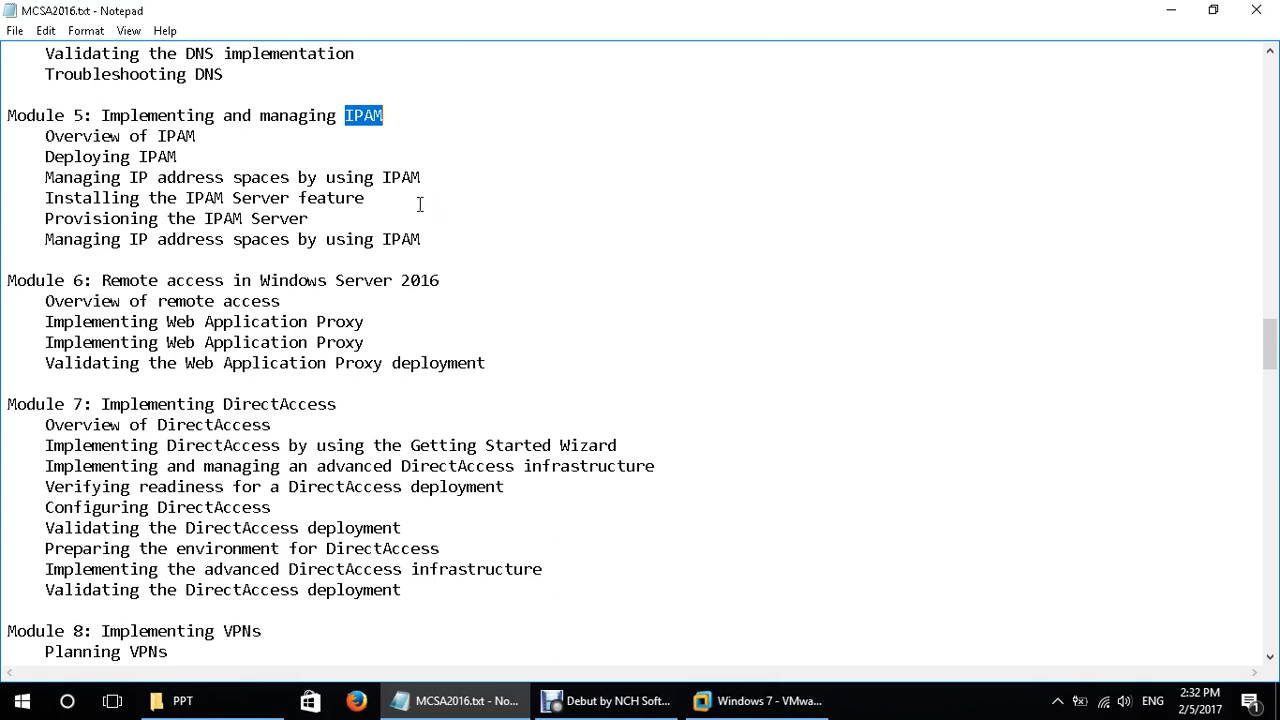 MCSA2016.txt - Notepad
File Edit Format View Help
Validating the DNS implementation
Troubleshooting DNS
Module 5: Implementing and managing IPAM
Overview of IPAM
Deploying IPAM
Managing IP address spaces by using IPAM
Installing the IPAM Server feature
Provisioning the IPAM Server
Managing IP address spaces by using IPAM
Module 6: Remote access in Windows Server 2016
Overview of remote access
Implementing Web Application Proxy
Implementing Web Application Proxy
Validating the Web Application Proxy deployment
Module 7: Implementing DirectAccess
Overview of DirectAccess
Implementing DirectAccess by using the Getting Started Wizard
Implementing and managing an advanced DirectAccess infrastructure
Verifying readiness for a DirectAccess deployment
Configuring DirectAccess
Validating the DirectAccess deployment
Preparing the environment for DirectAccess
Implementing the advanced DirectAccess infrastructure
Validating the DirectAccess deployment
Module 8: Implementing VPNs
Planning VPNs
PPT MCSA2016.txt - No... Debut by NCH Soft... Windows 7 - VMwa... ENG 2:32 PM
2/5/2017 1